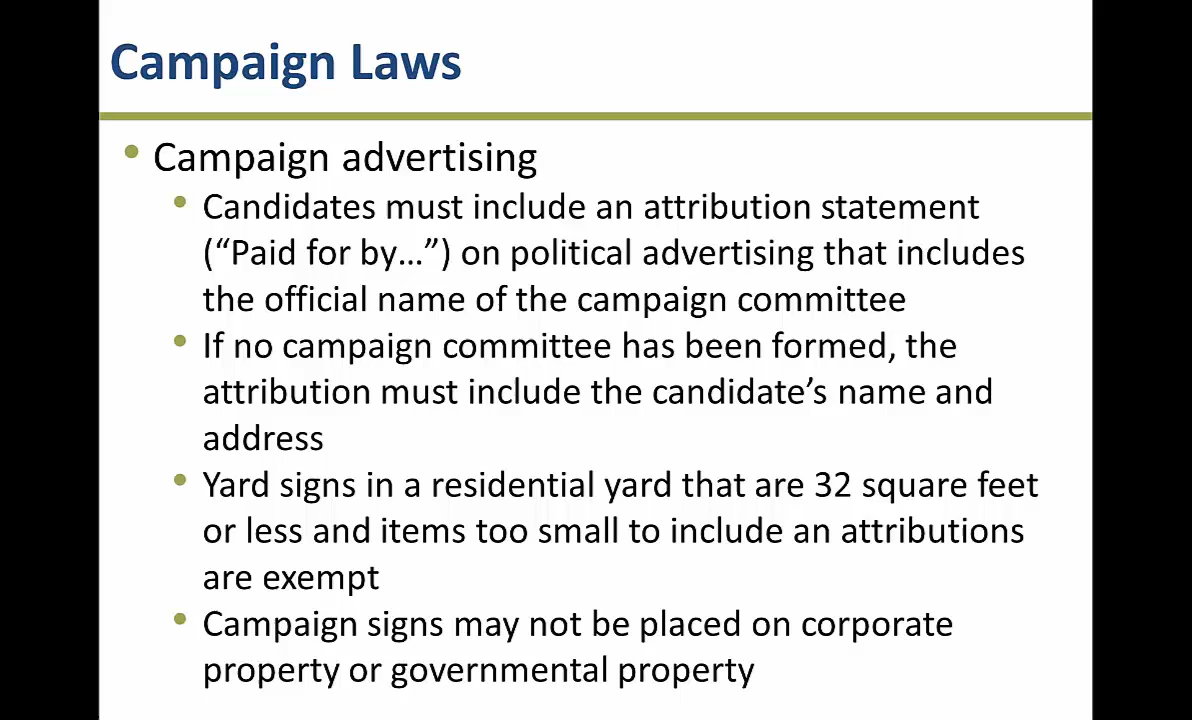 Campaign Laws
• Campaign advertising
• Candidates must include an attribution statement
(“Paid for by…”) on political advertising that includes
the official name of the campaign committee
• If no campaign committee has been formed, the
attribution must include the candidate’s name and
address
• Yard signs in a residential yard that are 32 square feet
or less and items too small to include an attributions
are exempt
• Campaign signs may not be placed on corporate
property or governmental property